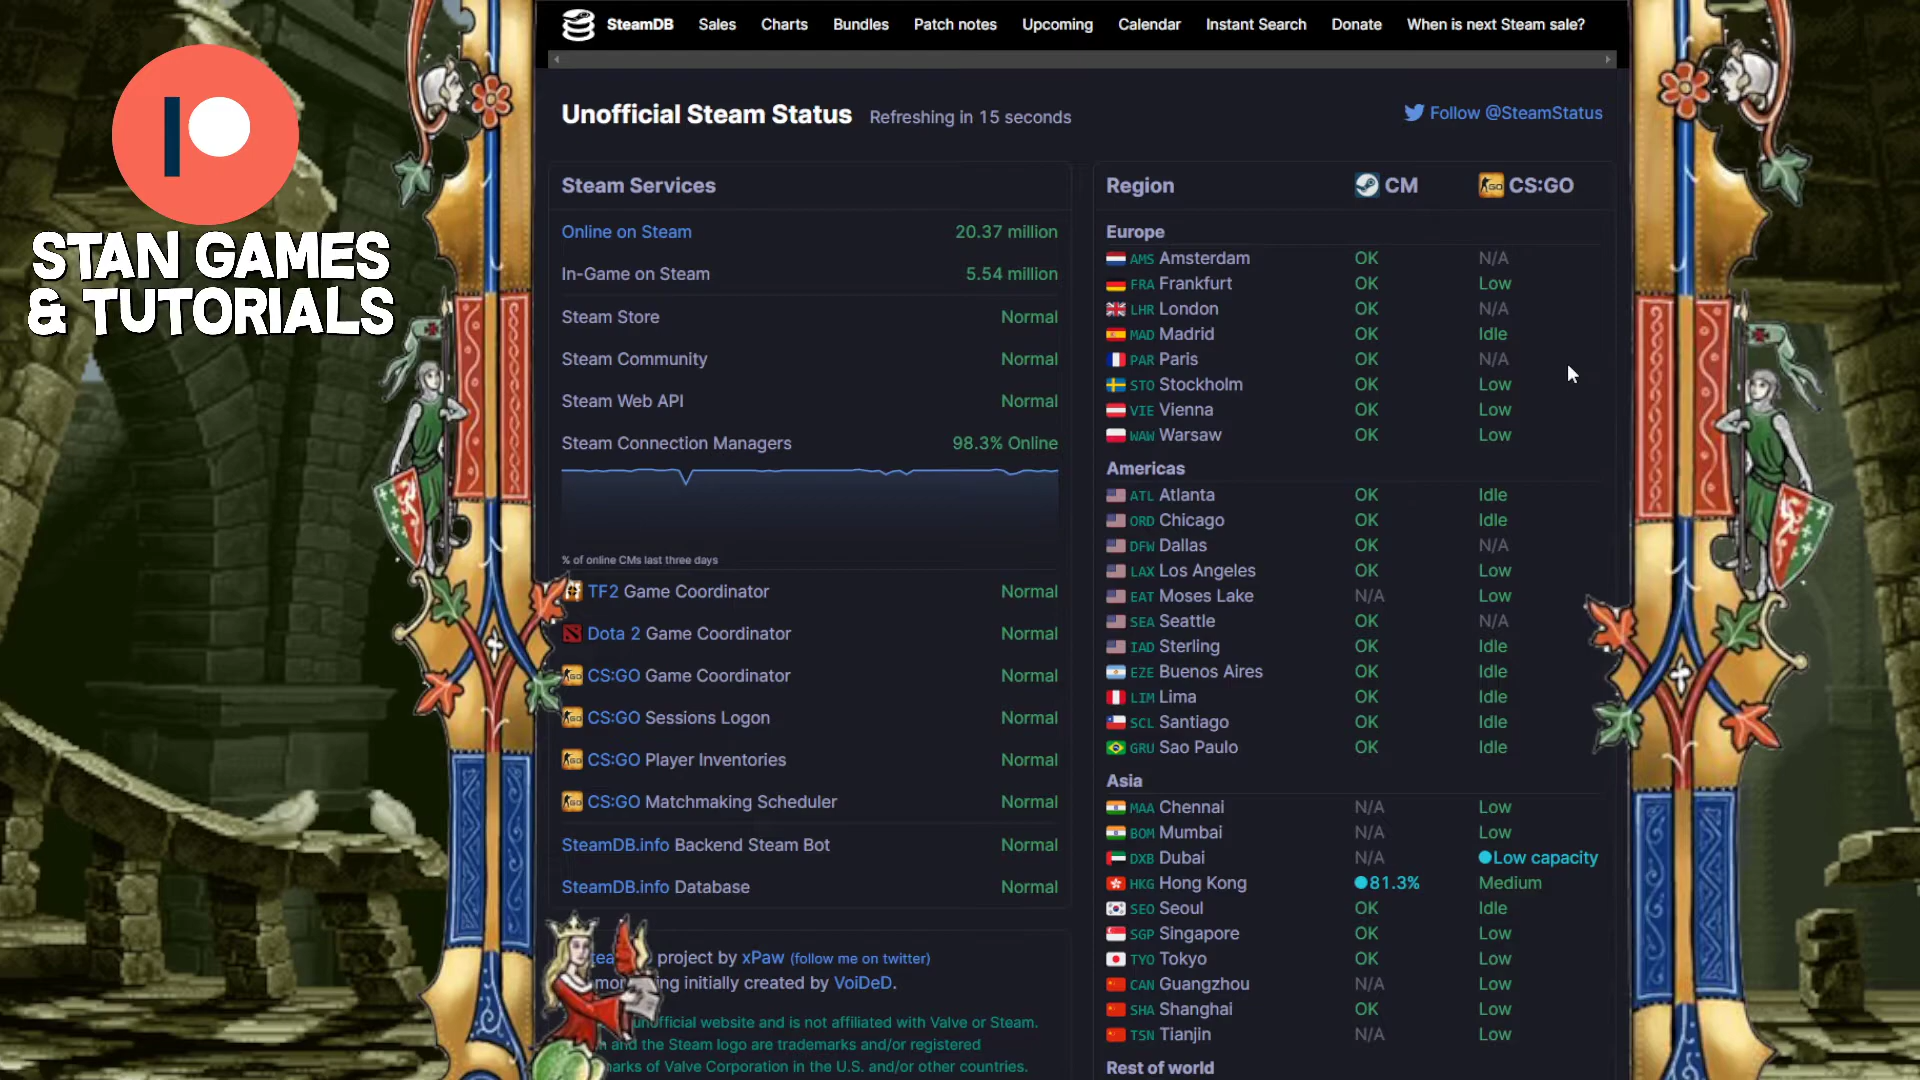 STAN GAMES
& TUTORIALS
SteamDB Sales Charts Bundles Patch notes Upcoming Calendar Instant Search Donate When is next Steam sale?
Unofficial Steam Status Refreshing in 15 seconds Follow @SteamStatus
Steam Services
Online on Steam 20.37 million
In-Game on Steam 5.54 million
Steam Store Normal
Steam Community Normal
Steam Web API Normal
Steam Connection Managers 98.3% Online
% of online CMs last three days
TF2 Game Coordinator Normal
Dota 2 Game Coordinator Normal
CS:GO Game Coordinator Normal
CS:GO Sessions Logon Normal
CS:GO Player Inventories Normal
CS:GO Matchmaking Scheduler Normal
SteamDB.info Backend Steam Bot Normal
SteamDB.info Database Normal
project by xPaw (follow me on twitter)
initially created by VoiDeD.
unofficial website and is not affiliated with Valve or Steam.
and the Steam logo are trademarks and/or registered
of Valve Corporation in the U.S. and/or other countries.
Region CM CS:GO
Europe
AMS Amsterdam OK N/A
FRA Frankfurt OK Low
LHR London OK N/A
MAD Madrid OK Idle
PAR Paris OK N/A
STO Stockholm OK Low
VIE Vienna OK Low
WAW Warsaw OK Low
Americas
ATL Atlanta OK Idle
ORD Chicago OK Idle
DFW Dallas OK N/A
LAX Los Angeles OK Low
EAT Moses Lake N/A Low
SEA Seattle OK N/A
IAD Sterling OK Idle
EZE Buenos Aires OK Idle
LIM Lima OK Idle
SCL Santiago OK Idle
GRU Sao Paulo OK Idle
Asia
MAA Chennai N/A Low
BOM Mumbai N/A Low
DXB Dubai N/A Low capacity
HKG Hong Kong 81.3% Medium
SEO Seoul OK Idle
SGP Singapore OK Low
TYO Tokyo OK Low
CAN Guangzhou N/A Low
SHA Shanghai OK Low
TSN Tianjin N/A Low
Rest of world